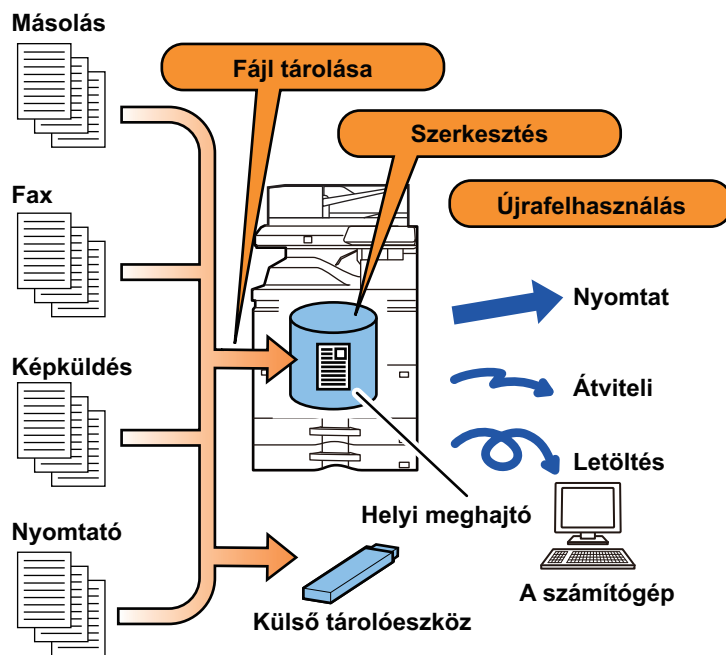 Másolás
Fájl tárolása
Szerkesztés
Fax
Újrafelhasználás
Nyomtat
Képküldés
Átviteli
Letöltés
Helyi meghajtó
Nyomtató
A számítógép
Külső tárolóeszköz